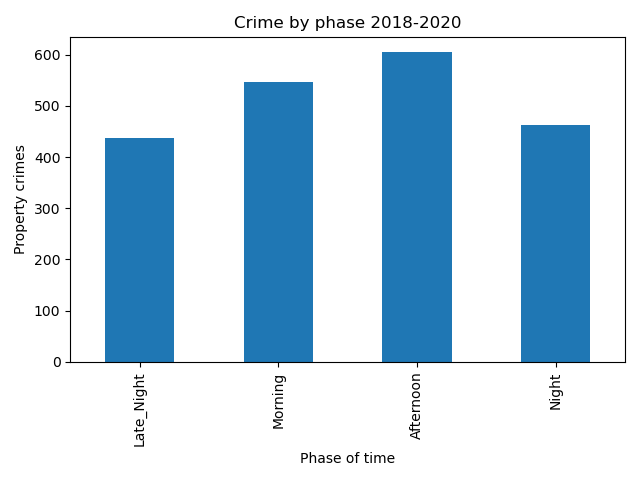 Crime by phase 2018-2020
600
500
400
300
200
100
0
Property crimes
Late_Night
Morning
Afternoon
Night
Phase of time